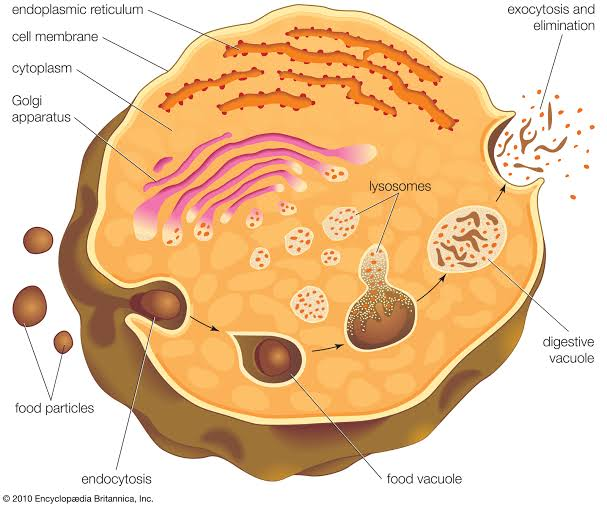 endoplasmic reticulum
cell membrane
cytoplasm
Golgi
apparatus
exocytosis and
elimination
lysosomes
digestive
vacuole
food particles
endocytosis
food vacuole
© 2010 Encyclopædia Britannica, Inc.